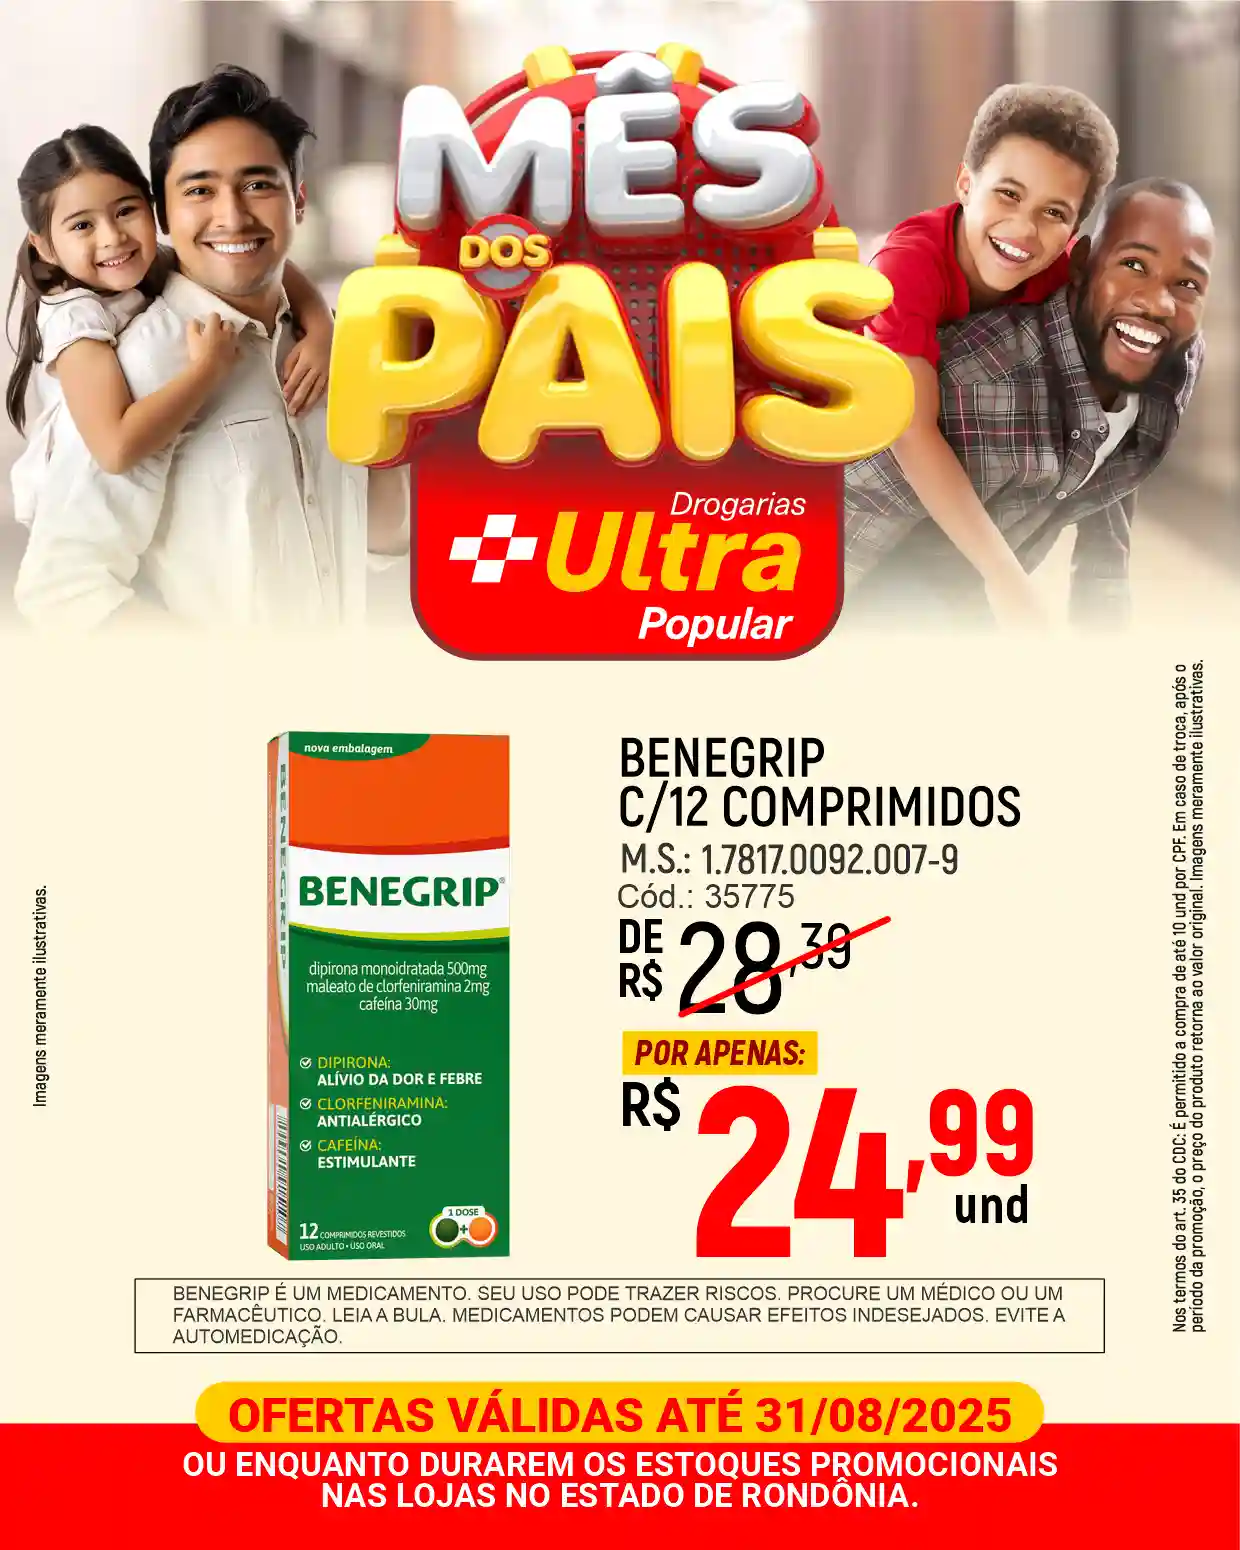 MÊS
DOS
PAIS
Drogarias
Ultra
Popular
nova embalagem
BENEGRIP
BENEGRIP®
dipirona monoidratada 500mg
maleato de clorfeniramina 2mg
cafeína 30mg
DIPIRONA:
ALÍVIO DA DOR E FEBRE
CLORFENIRAMINA:
ANTIALÉRGICO
CAFEÍNA:
ESTIMULANTE
1 DOSE
+
12 COMPRIMIDOS REVESTIDOS
USO ADULTO • USO ORAL
BENEGRIP
C/12 COMPRIMIDOS
M.S.: 1.7817.0092.007-9
Cód.: 35775
DE
R$ 28,39
POR APENAS:
R$ 24,99
und
Imagens meramente ilustrativas.
Nos termos do art. 35 do CDC: É permitido a compra de até 10 und por CPF. Em caso de troca, após o
período da promoção, o preço do produto retorna ao valor original. Imagens meramente ilustrativas.
BENEGRIP É UM MEDICAMENTO. SEU USO PODE TRAZER RISCOS. PROCURE UM MÉDICO OU UM
FARMACÊUTICO. LEIA A BULA. MEDICAMENTOS PODEM CAUSAR EFEITOS INDESEJADOS. EVITE A
AUTOMEDICAÇÃO.
OFERTAS VÁLIDAS ATÉ 31/08/2025
OU ENQUANTO DURAREM OS ESTOQUES PROMOCIONAIS
NAS LOJAS NO ESTADO DE RONDÔNIA.